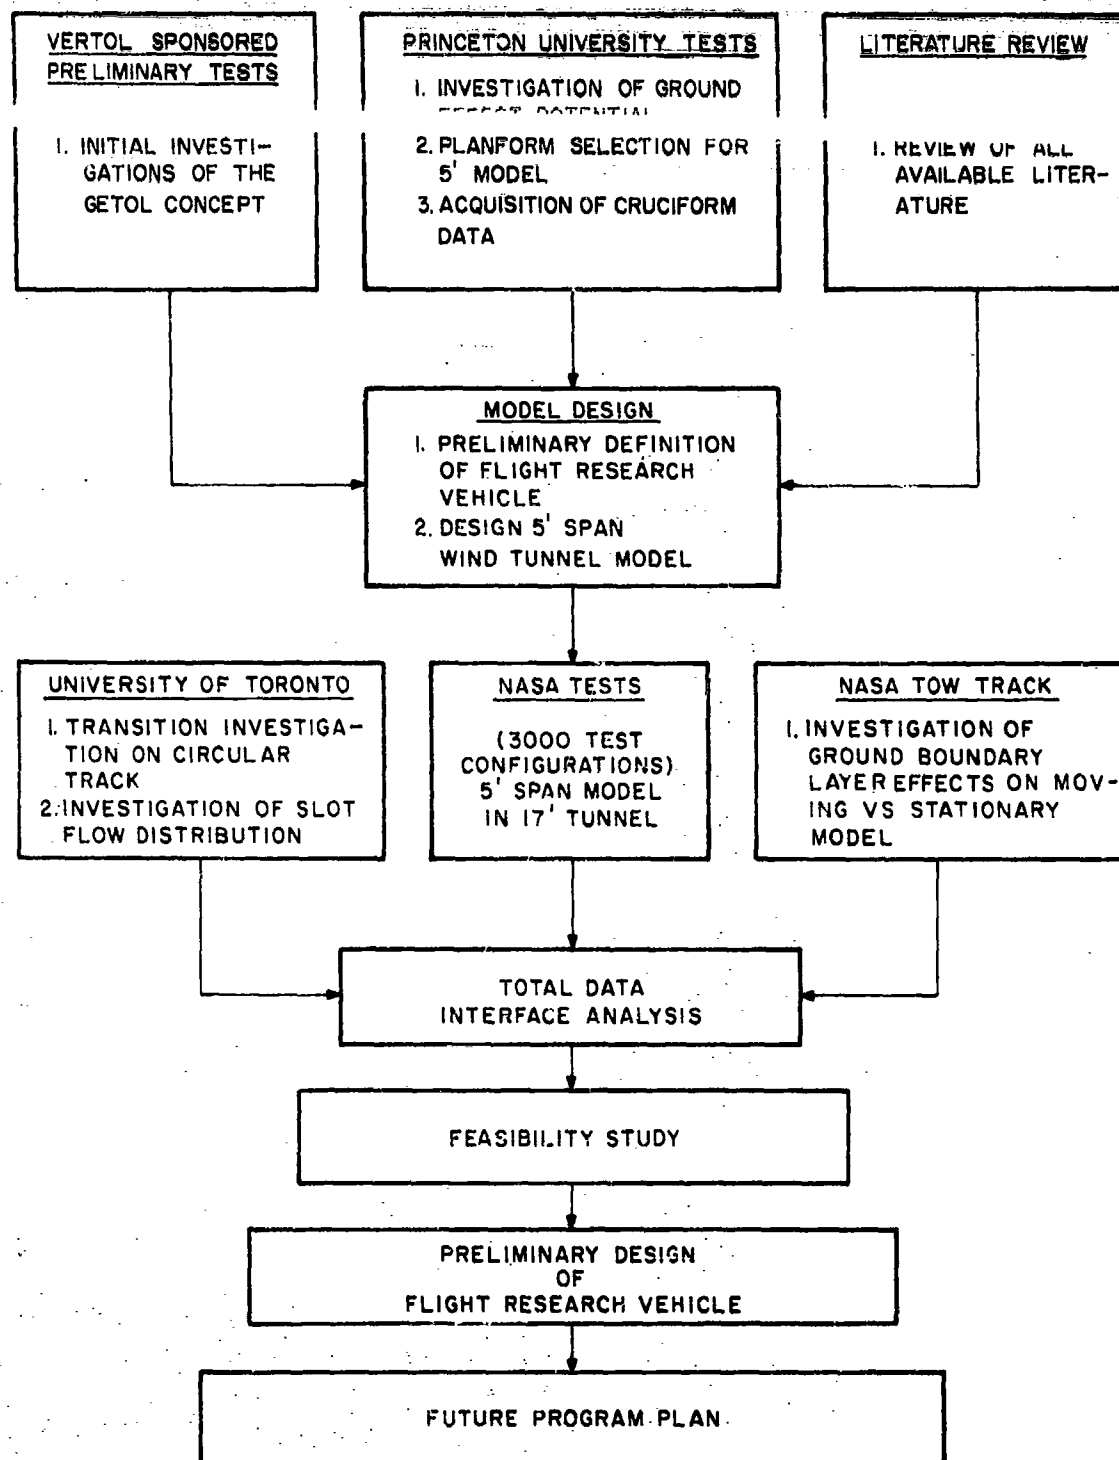 VERTOL SPONSORED
PRELIMINARY TESTS
1. INITIAL INVESTI-
GATIONS OF THE
GETOL CONCEPT
PRINCETON UNIVERSITY TESTS
1. INVESTIGATION OF GROUND
EFFECT POTENTIAL
2. PLANFORM SELECTION FOR
5' MODEL
3. ACQUISITION OF CRUCIFORM
DATA
LITERATURE REVIEW
1. REVIEW OF ALL
AVAILABLE LITER-
ATURE
MODEL DESIGN
1. PRELIMINARY DEFINITION
OF FLIGHT RESEARCH
VEHICLE
2. DESIGN 5' SPAN
WIND TUNNEL MODEL
UNIVERSITY OF TORONTO
1. TRANSITION INVESTIGA-
TION ON CIRCULAR
TRACK
2. INVESTIGATION OF SLOT
FLOW DISTRIBUTION
NASA TESTS
(3000 TEST
CONFIGURATIONS)
5' SPAN MODEL
IN 17' TUNNEL
NASA TOW TRACK
1. INVESTIGATION OF
GROUND BOUNDARY
LAYER EFFECTS ON MOV-
ING VS STATIONARY
MODEL
TOTAL DATA
INTERFACE ANALYSIS
FEASIBILITY STUDY
PRELIMINARY DESIGN
OF
FLIGHT RESEARCH VEHICLE
FUTURE PROGRAM PLAN